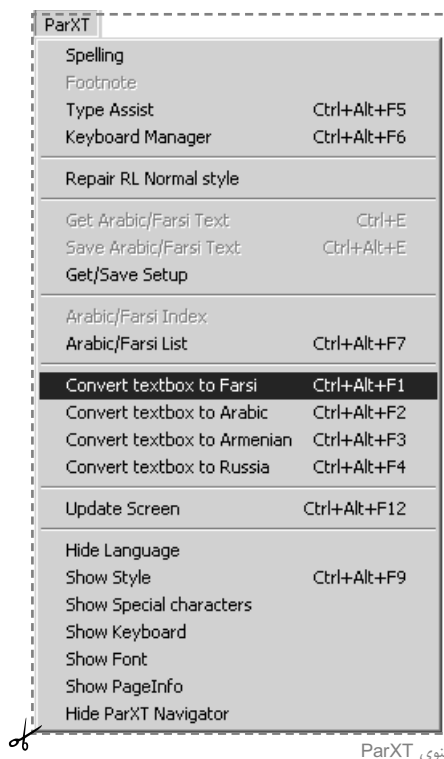 ParXT
Spelling
Footnote
Type Assist Ctrl+Alt+F5
Keyboard Manager Ctrl+Alt+F6
Repair RL Normal style
Get Arabic/Farsi Text Ctrl+E
Save Arabic/Farsi Text Ctrl+Alt+E
Get/Save Setup
Arabic/Farsi Index
Arabic/Farsi List Ctrl+Alt+F7
Convert textbox to Farsi Ctrl+Alt+F1
Convert textbox to Arabic Ctrl+Alt+F2
Convert textbox to Armenian Ctrl+Alt+F3
Convert textbox to Russia Ctrl+Alt+F4
Update Screen Ctrl+Alt+F12
Hide Language
Show Style Ctrl+Alt+F9
Show Special characters
Show Keyboard
Show Font
Show PageInfo
Hide ParXT Navigator
ParXT